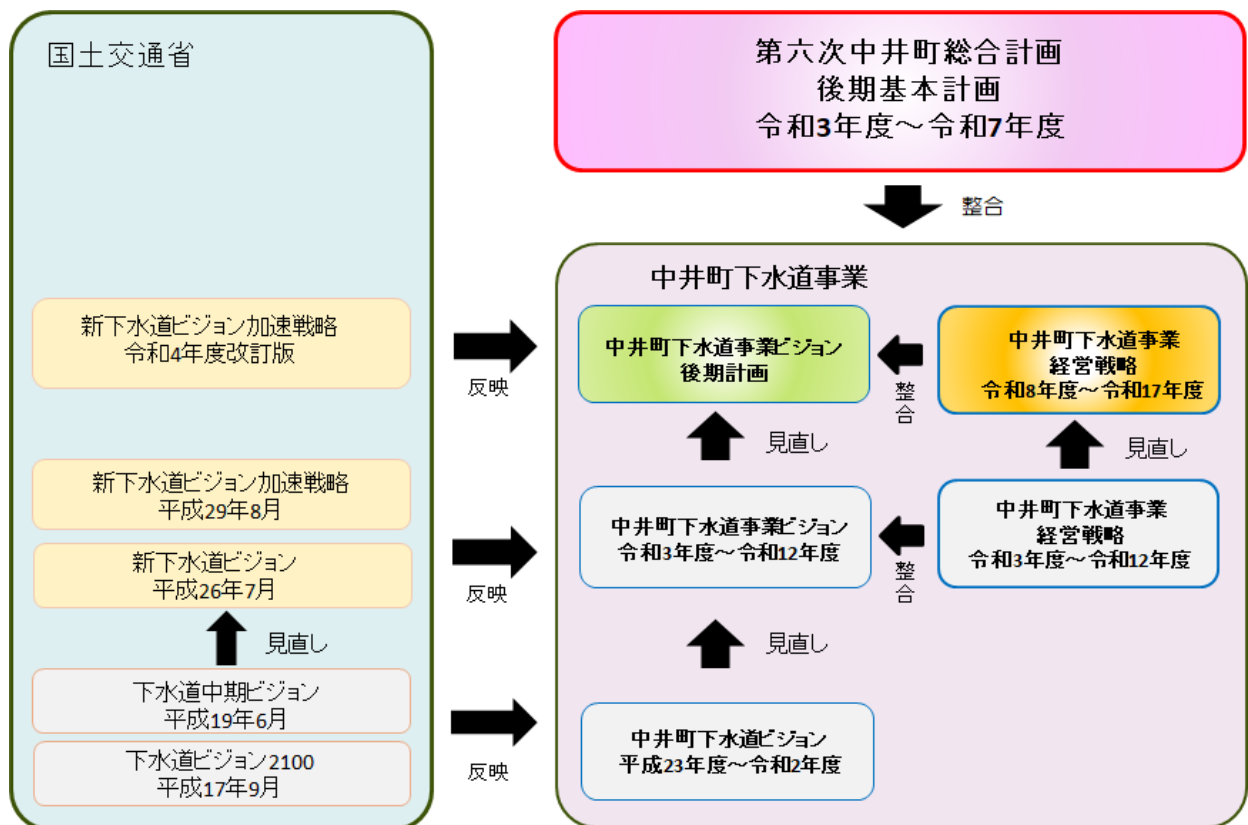 国土交通省
新下水道ビジョン加速戦略
令和4年度改訂版
新下水道ビジョン加速戦略
平成29年8月
新下水道ビジョン
平成26年7月
見直し
下水道中期ビジョン
平成19年6月
下水道ビジョン2100
平成17年9月
反映
反映
反映
第六次中井町総合計画
後期基本計画
令和3年度～令和7年度
整合
中井町下水道事業
中井町下水道事業ビジョン
後期計画
整合
中井町下水道事業
経営戦略
令和8年度～令和17年度
見直し
見直し
中井町下水道事業ビジョン
令和3年度～令和12年度
整合
中井町下水道事業
経営戦略
令和3年度～令和12年度
見直し
中井町下水道ビジョン
平成23年度～令和2年度